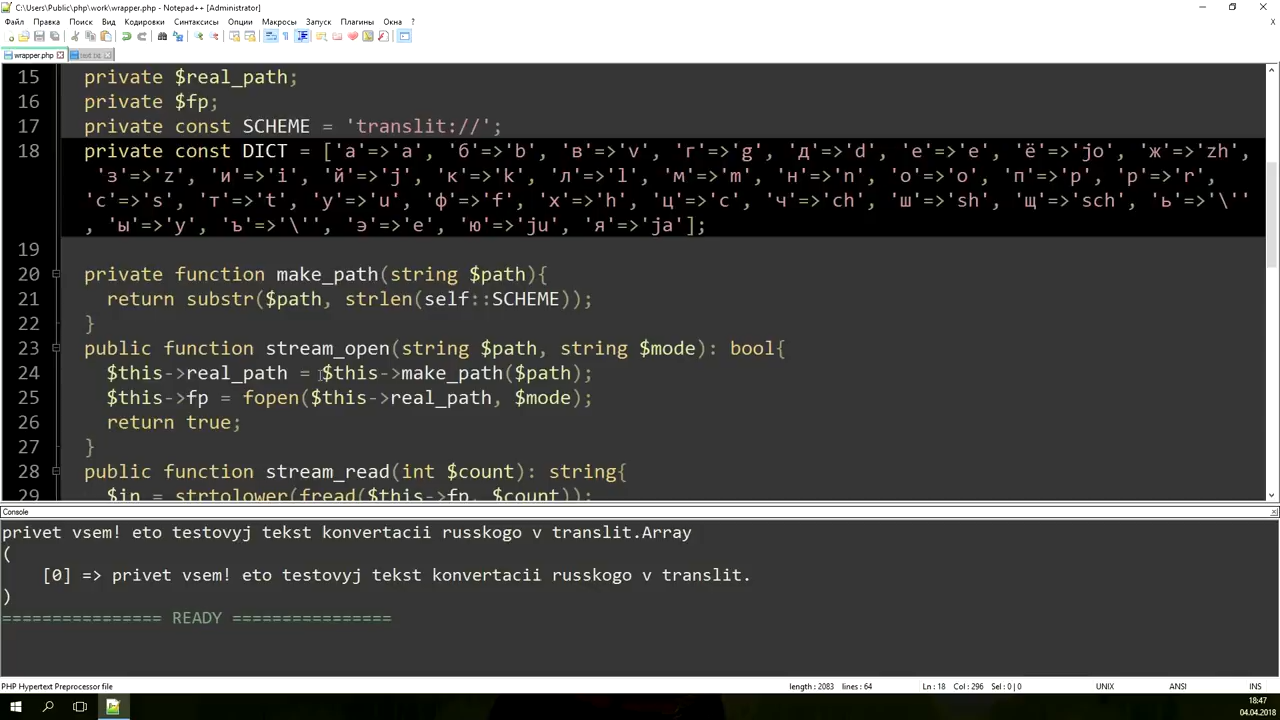 C:\Users\Public\php\work\wrapper.php - Notepad++ [Administrator]
Файл Правка Поиск Вид Кодировки Синтаксисы Опции Макросы Запуск Плагины Окна ?
wrapper.php
15 private $real_path;
16 private $fp;
17 private const SCHEME = 'translit://';
18 private const DICT = ['а'=>'a', 'б'=>'b', 'в'=>'v', 'г'=>'g', 'д'=>'d', 'е'=>'e', 'ё'=>'jo', 'ж'=>'zh',
'з'=>'z', 'и'=>'i', 'й'=>'j', 'к'=>'k', 'л'=>'l', 'м'=>'m', 'н'=>'n', 'о'=>'o', 'п'=>'p', 'р'=>'r',
'с'=>'s', 'т'=>'t', 'у'=>'u', 'ф'=>'f', 'х'=>'h', 'ц'=>'c', 'ч'=>'ch', 'ш'=>'sh', 'щ'=>'sch', 'ь'=>'\''
, 'ы'=>'y', 'ъ'=>'\'', 'э'=>'e', 'ю'=>'ju', 'я'=>'ja'];
19
20 private function make_path(string $path){
21 return substr($path, strlen(self::SCHEME));
22 }
23 public function stream_open(string $path, string $mode): bool{
24 $this->real_path = $this->make_path($path);
25 $this->fp = fopen($this->real_path, $mode);
26 return true;
27 }
28 public function stream_read(int $count): string{
29 $in = strtolower(fread($this->fp, $count));
Console
privet vsem! eto testovyj tekst konvertacii russkogo v translit.Array
(
[0] => privet vsem! eto testovyj tekst konvertacii russkogo v translit.
)
================ READY ================
PHP Hypertext Preprocessor file length : 2083 lines : 64 Ln : 18 Col : 296 Sel : 0 | 0 UNIX ANSI INS
18:47
04.04.2018